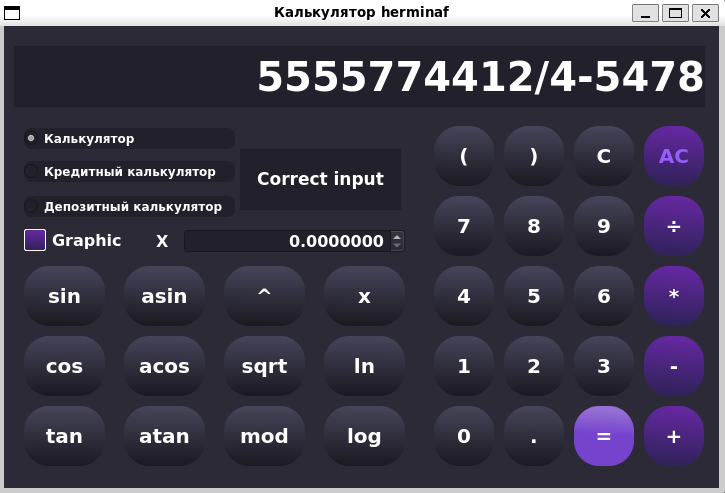 Калькулятор herminaf
5555774412/4-5478
Калькулятор
Кредитный калькулятор
Депозитный калькулятор
Correct input
Graphic X 0.0000000
( ) C AC
7 8 9 ÷
sin asin ^ x 4 5 6 *
cos acos sqrt ln 1 2 3 -
tan atan mod log 0 . = +